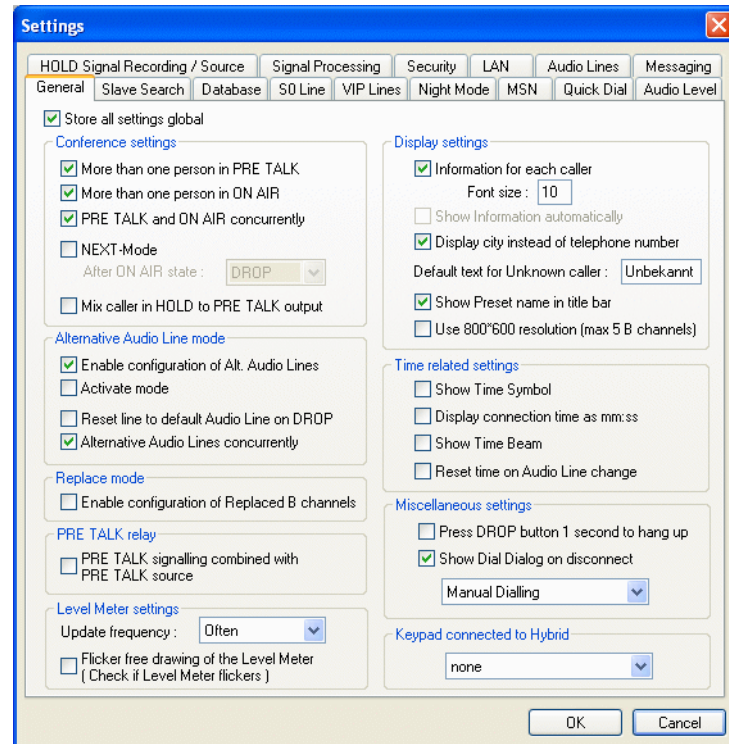 Settings
HOLD Signal Recording / Source
Signal Processing
Security
LAN
Audio Lines
Messaging
General
Slave Search
Database
S0 Line
VIP Lines
Night Mode
MSN
Quick Dial
Audio Level
Store all settings global
Conference settings
More than one person in PRE TALK
More than one person in ON AIR
PRE TALK and ON AIR concurrently
NEXT-Mode
After ON AIR state : DROP
Mix caller in HOLD to PRE TALK output
Alternative Audio Line mode
Enable configuration of Alt. Audio Lines
Activate mode
Reset line to default Audio Line on DROP
Alternative Audio Lines concurrently
Replace mode
Enable configuration of Replaced B channels
PRE TALK relay
PRE TALK signalling combined with
PRE TALK source
Level Meter settings
Update frequency : Often
Flicker free drawing of the Level Meter
( Check if Level Meter flickers )
Display settings
Information for each caller
Font size : 10
Show Information automatically
Display city instead of telephone number
Default text for Unknown caller : Unbekannt
Show Preset name in title bar
Use 800*600 resolution (max 5 B channels)
Time related settings
Show Time Symbol
Display connection time as mm:ss
Show Time Beam
Reset time on Audio Line change
Miscellaneous settings
Press DROP button 1 second to hang up
Show Dial Dialog on disconnect
Manual Dialling
Keypad connected to Hybrid
none
OK
Cancel